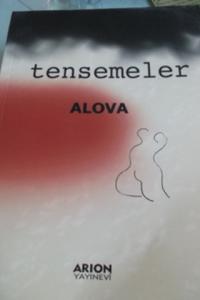 tensemeler
ALOVA
ARION
YAYINEVİ